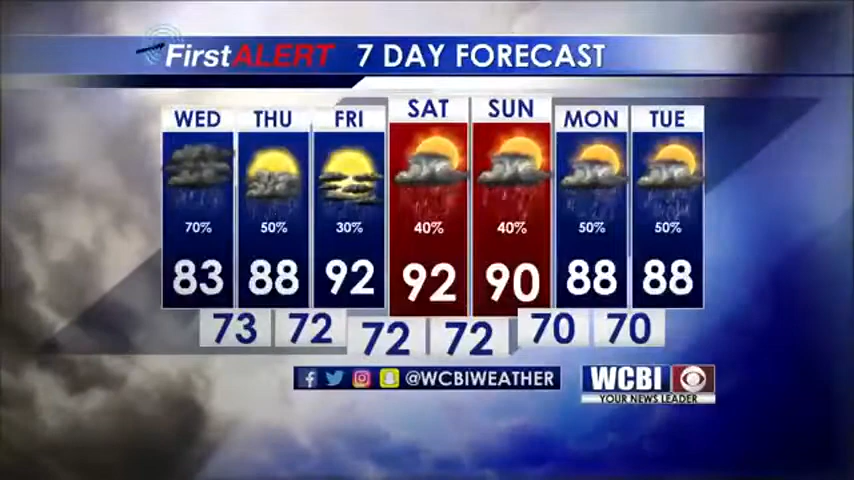 FirstALERT 7 DAY FORECAST
WED THU FRI SAT SUN MON TUE
70% 50% 30% 40% 40% 50% 50%
83 88 92 92 90 88 88
73 72 72 72 70 70
@WCBIWEATHER
WCBI
YOUR NEWS LEADER